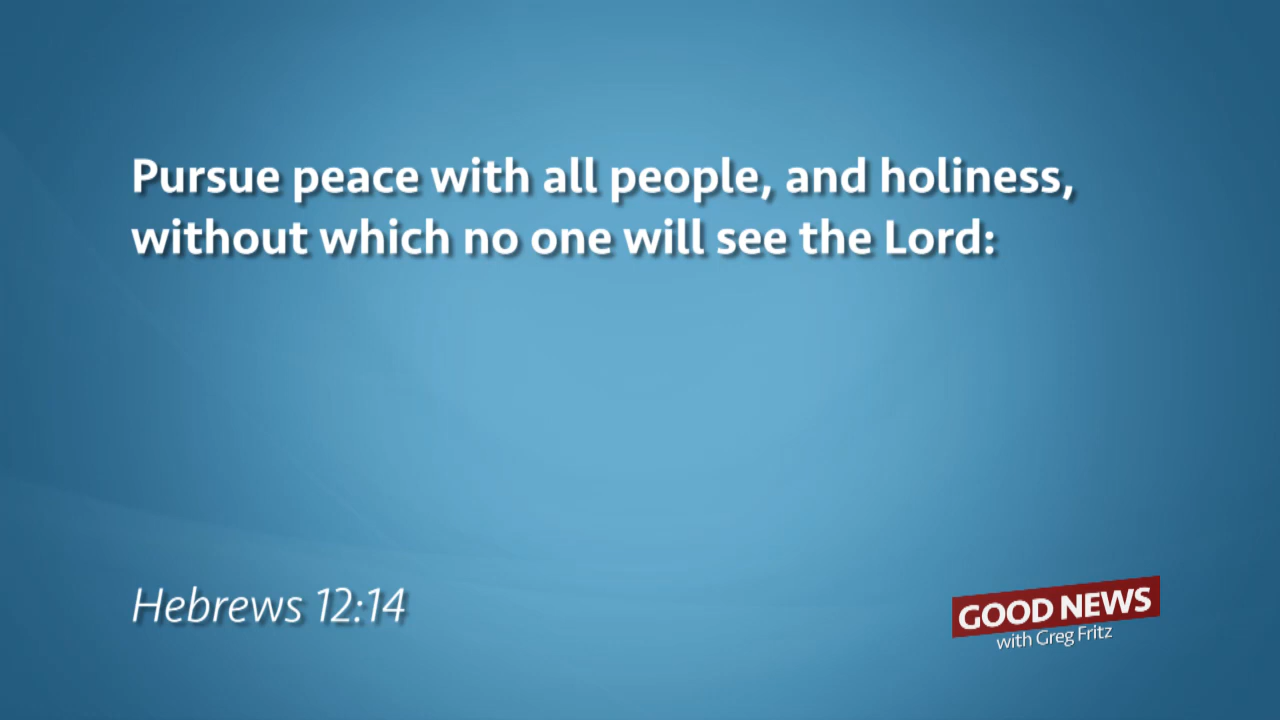 Pursue peace with all people, and holiness,
without which no one will see the Lord:
Hebrews 12:14
GOOD NEWS
with Greg Fritz